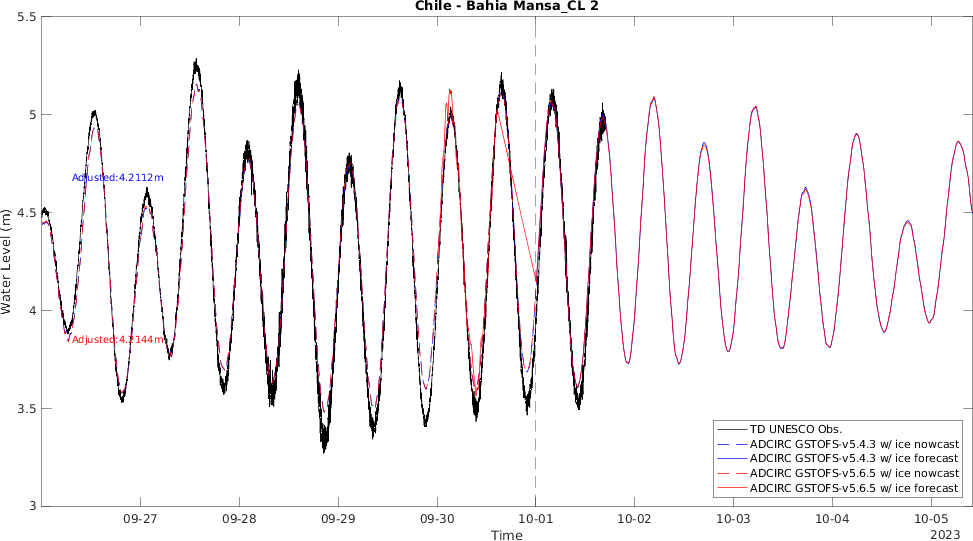 Chile - Bahia Mansa_CL 2
5.5
5
4.5
4
3.5
3
Water Level (m)
Adjusted:4.2112m
Adjusted:4.2144m
TD UNESCO Obs.
ADCIRC GSTOFS-v5.4.3 w/ ice nowcast
ADCIRC GSTOFS-v5.4.3 w/ ice forecast
ADCIRC GSTOFS-v5.6.5 w/ ice nowcast
ADCIRC GSTOFS-v5.6.5 w/ ice forecast
09-27 09-28 09-29 09-30 10-01 10-02 10-03 10-04 10-05
Time
2023